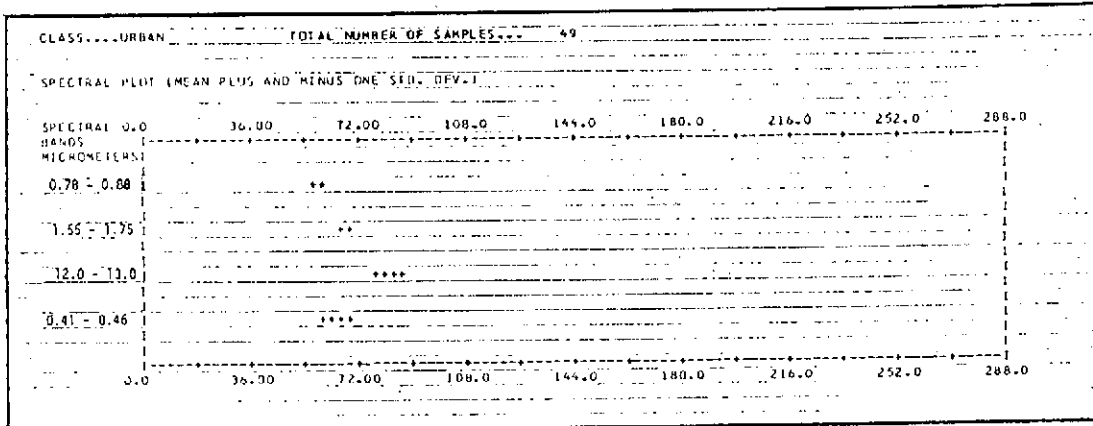 CLASS....URBAN TOTAL NUMBER OF SAMPLES... 49
SPECTRAL PLOT (MEAN PLUS AND MINUS ONE STD. DEV.)
SPECTRAL 0.0 36.00 72.00 108.0 144.0 180.0 216.0 252.0 288.0
BANDS
MICROMETERS
0.78 - 0.88 ++
1.55 - 1.75 ++
12.0 - 13.0 ++++
0.41 - 0.46 ++++
0.0 36.00 72.00 108.0 144.0 180.0 216.0 252.0 288.0